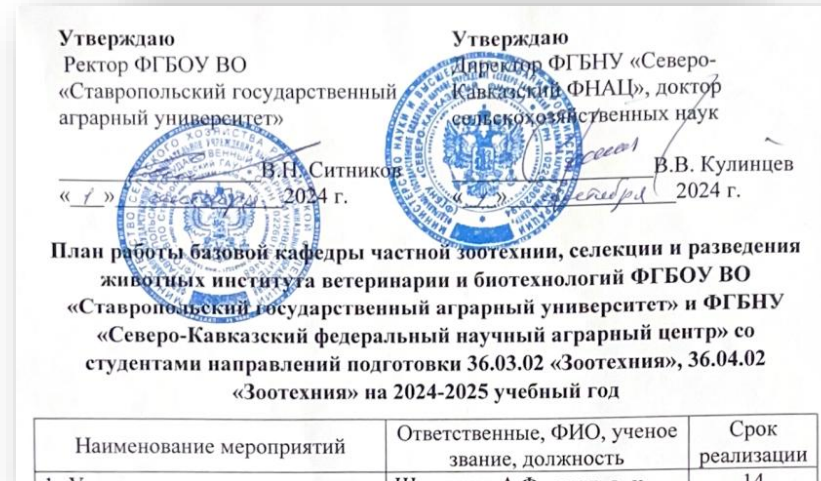 Утверждаю
Ректор ФГБОУ ВО
«Ставропольский государственный
аграрный университет»
В.Н. Ситников
« 1 » 2024 г.
Утверждаю
Директор ФГБНУ «Северо-
Кавказский ФНАЦ», доктор
сельскохозяйственных наук
В.В. Кулинцев
« 1 » 2024 г.
План работы базовой кафедры частной зоотехнии, селекции и разведения
животных института ветеринарии и биотехнологий ФГБОУ ВО
«Ставропольский государственный аграрный университет» и ФГБНУ
«Северо-Кавказский федеральный научный аграрный центр» со
студентами направлений подготовки 36.03.02 «Зоотехния», 36.04.02
«Зоотехния» на 2024-2025 учебный год
Наименование мероприятий
Ответственные, ФИО, ученое
звание, должность
Срок
реализации
14